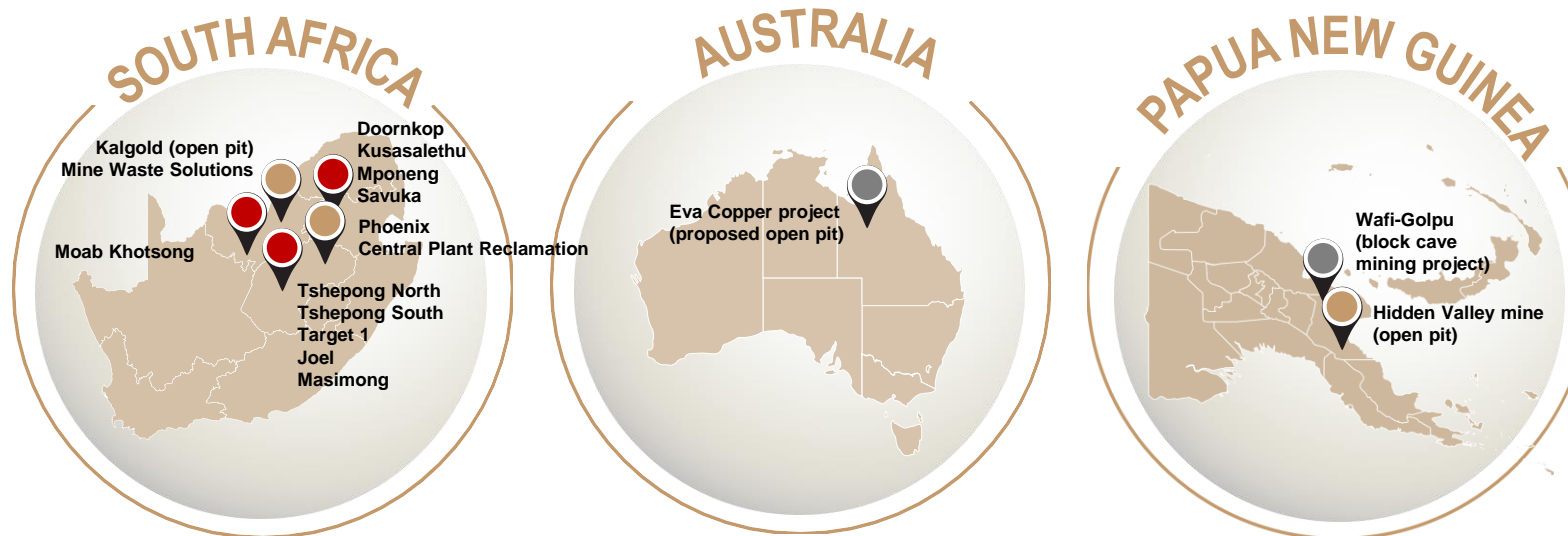 SOUTH AFRICA
Kalgold (open pit)
Mine Waste Solutions
Doornkop
Kusasalethu
Mponeng
Savuka
Moab Khotsong
Phoenix
Central Plant Reclamation
Tshepong North
Tshepong South
Target 1
Joel
Masimong
AUSTRALIA
Eva Copper project
(proposed open pit)
PAPUA NEW GUINEA
Wafi-Golpu
(block cave
mining project)
Hidden Valley mine
(open pit)